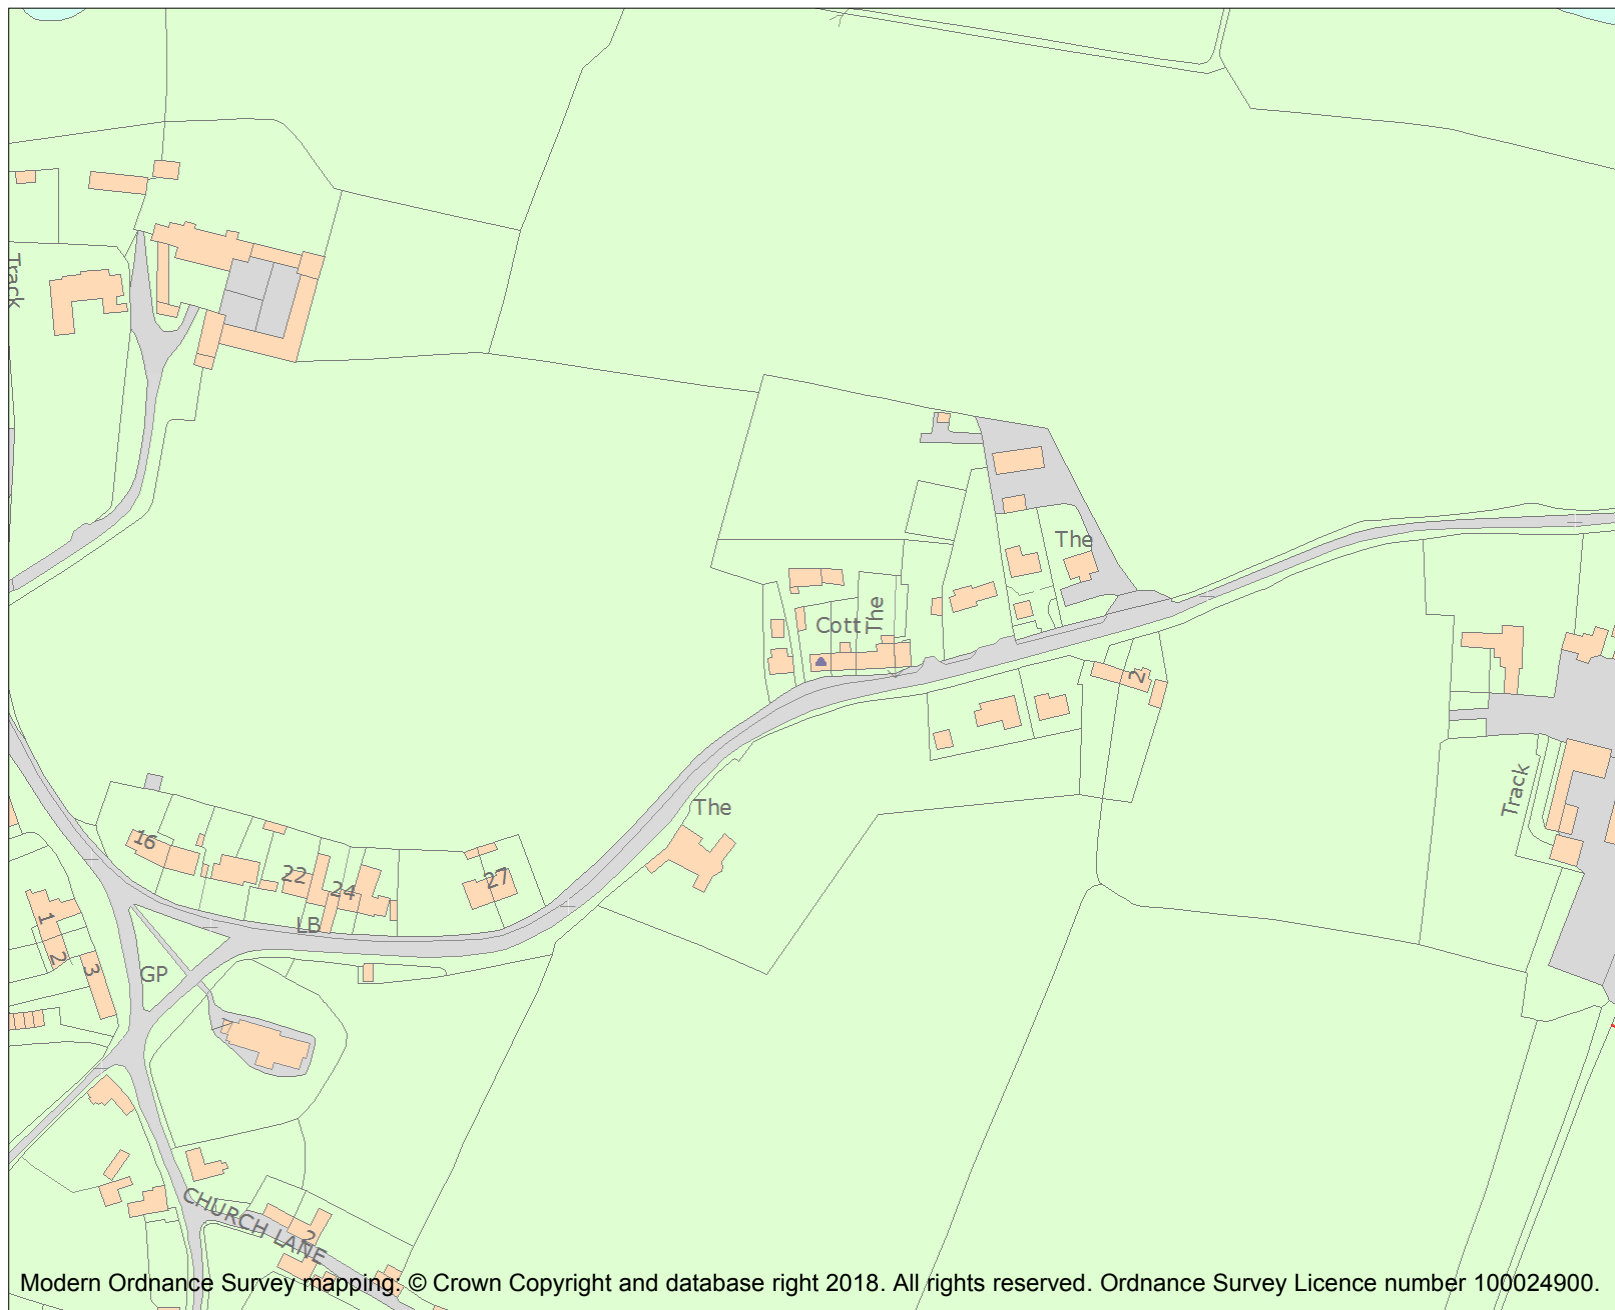 Track
The
The
Cott
2
The
Track
16
22
24
27
LB
1
2
3
GP
CHURCH LANE
2
Modern Ordnance Survey mapping: © Crown Copyright and database right 2018. All rights reserved. Ordnance Survey Licence number 100024900.